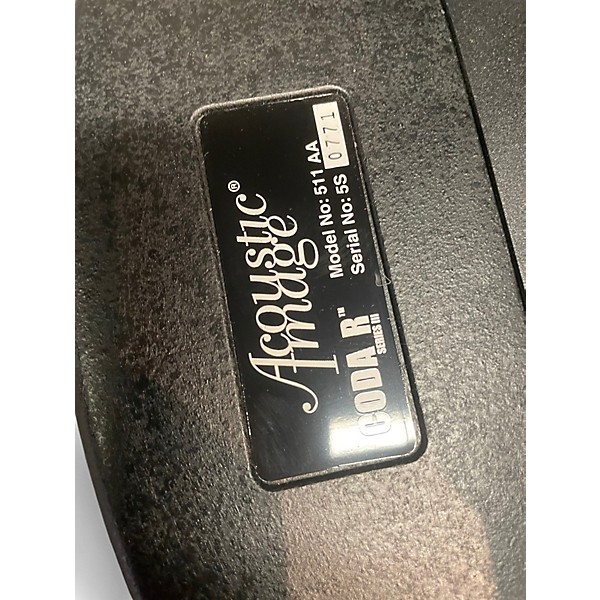 Acoustic®
Image
CODA R™
SERIES III
Model No: 511 AA
Serial No: 5S 0771